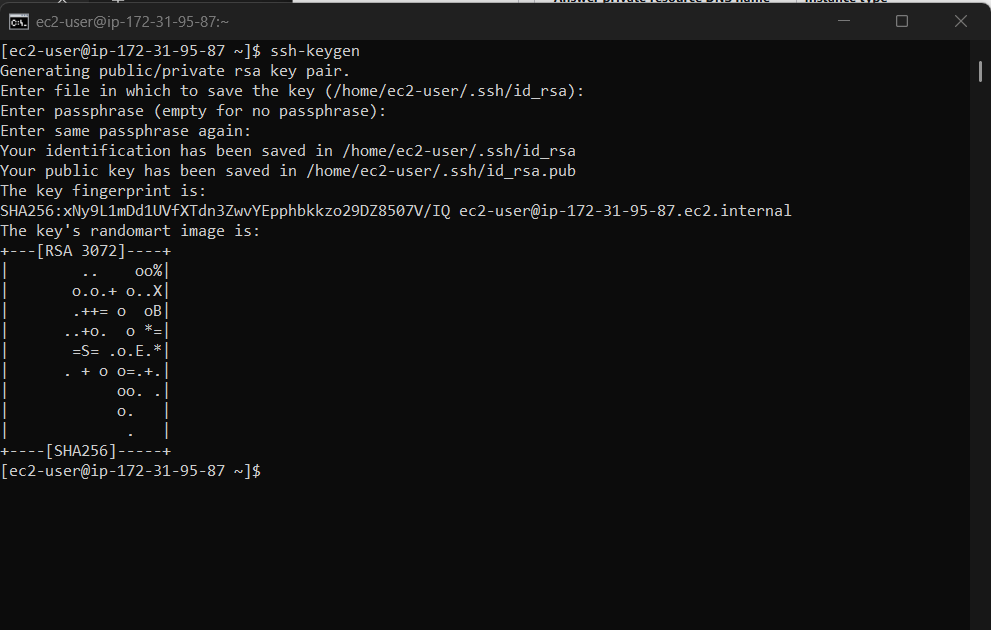 ec2-user@ip-172-31-95-87:~
[ec2-user@ip-172-31-95-87 ~]$ ssh-keygen
Generating public/private rsa key pair.
Enter file in which to save the key (/home/ec2-user/.ssh/id_rsa):
Enter passphrase (empty for no passphrase):
Enter same passphrase again:
Your identification has been saved in /home/ec2-user/.ssh/id_rsa
Your public key has been saved in /home/ec2-user/.ssh/id_rsa.pub
The key fingerprint is:
SHA256:xNy9L1mDd1UVfXTdn3ZwvYEpphbkkzo29DZ8507V/IQ ec2-user@ip-172-31-95-87.ec2.internal
The key's randomart image is:
+---[RSA 3072]----+
|        ..    oo%|
|       o.o.+ o..X|
|       .++= o  oB|
|      ..+o.  o *=|
|       =S= .o.E.*|
|      . + o o=.+.|
|            oo. .|
|            o.   |
|             .   |
+----[SHA256]-----+
[ec2-user@ip-172-31-95-87 ~]$